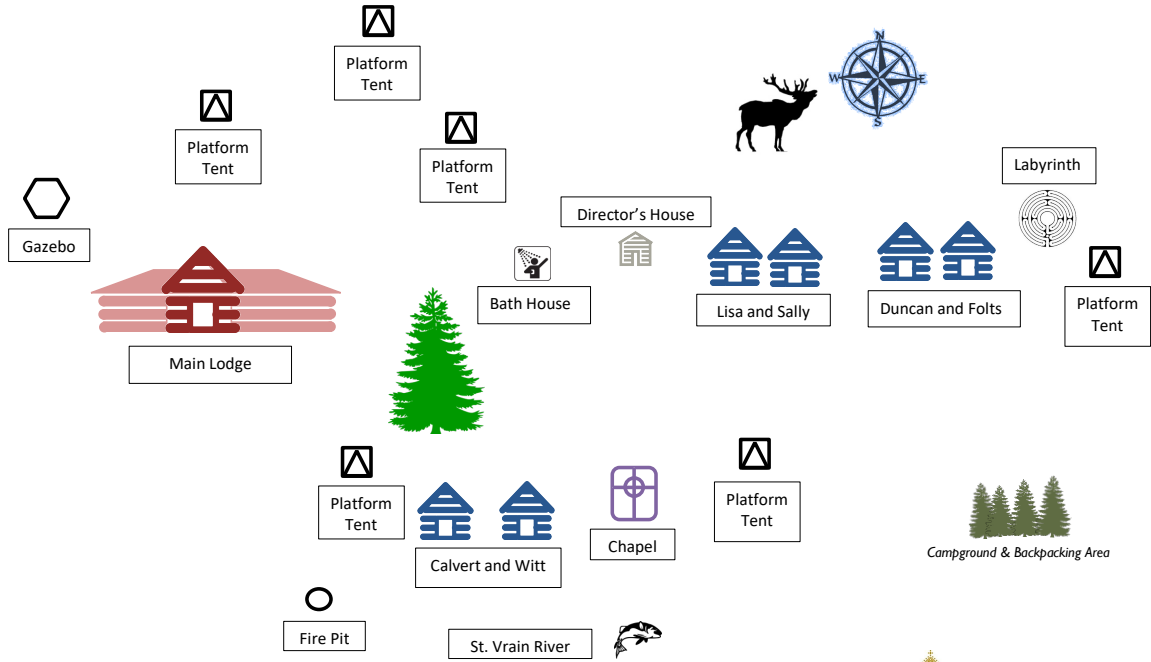 Platform
Tent
N
W
E
S
Platform
Tent
Platform
Tent
Labyrinth
Gazebo
Director's House
Bath House
Lisa and Sally
Duncan and Folts
Platform
Tent
Main Lodge
Platform
Tent
Platform
Tent
Chapel
Calvert and Witt
Campground & Backpacking Area
Fire Pit
St. Vrain River